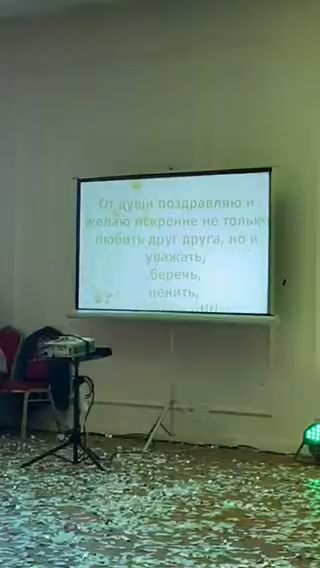 От души поздравляю и
желаю искренне не только
любить друг друга, но и
уважать,
беречь,
ценить,